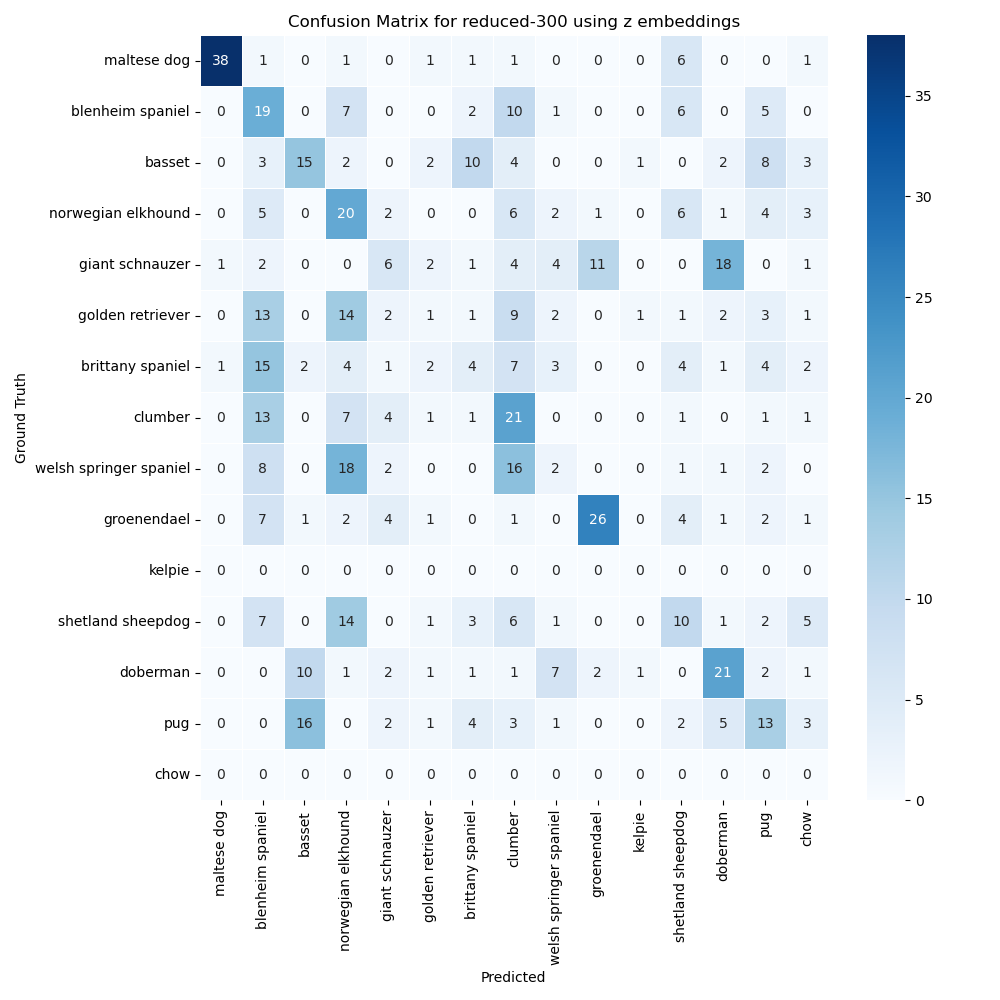 Confusion Matrix for reduced-300 using z embeddings
maltese dog 38 1 0 1 0 1 1 1 0 0 0 6 0 0 1
blenheim spaniel 0 19 0 7 0 0 2 10 1 0 0 6 0 5 0
basset 0 3 15 2 0 2 10 4 0 0 1 0 2 8 3
norwegian elkhound 0 5 0 20 2 0 0 6 2 1 0 6 1 4 3
giant schnauzer 1 2 0 0 6 2 1 4 4 11 0 0 18 0 1
golden retriever 0 13 0 14 2 1 1 9 2 0 1 1 2 3 1
brittany spaniel 1 15 2 4 1 2 4 7 3 0 0 4 1 4 2
clumber 0 13 0 7 4 1 1 21 0 0 0 1 0 1 1
welsh springer spaniel 0 8 0 18 2 0 0 16 2 0 0 1 1 2 0
groenendael 0 7 1 2 4 1 0 1 0 26 0 4 1 2 1
kelpie 0 0 0 0 0 0 0 0 0 0 0 0 0 0 0
shetland sheepdog 0 7 0 14 0 1 3 6 1 0 0 10 1 2 5
doberman 0 0 10 1 2 1 1 1 7 2 1 0 21 2 1
pug 0 0 16 0 2 1 4 3 1 0 0 2 5 13 3
chow 0 0 0 0 0 0 0 0 0 0 0 0 0 0 0
Ground Truth
maltese dog
blenheim spaniel
basset
norwegian elkhound
giant schnauzer
golden retriever
brittany spaniel
clumber
welsh springer spaniel
groenendael
kelpie
shetland sheepdog
doberman
pug
chow
Predicted
35
30
25
20
15
10
5
0